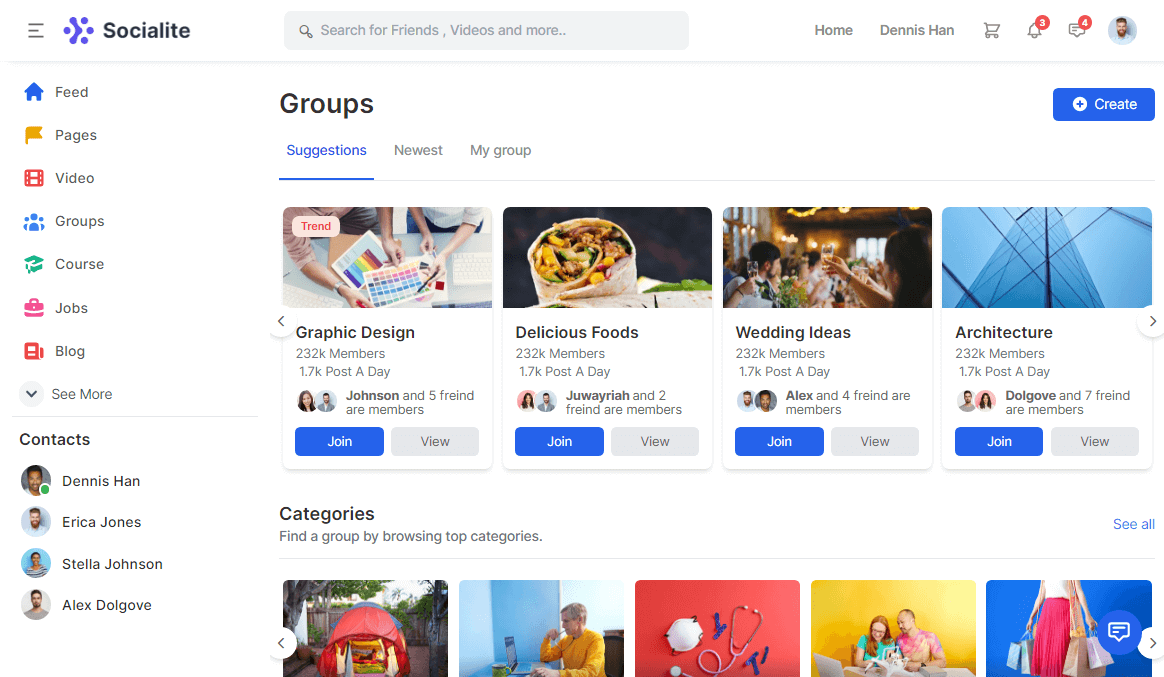 Socialite
Search for Friends , Videos and more..
Home
Dennis Han
3
4
Feed
Pages
Video
Groups
Course
Jobs
Blog
See More
Contacts
Dennis Han
Erica Jones
Stella Johnson
Alex Dolgove
Groups
Create
Suggestions
Newest
My group
Trend
Graphic Design
232k Members
1.7k Post A Day
Johnson and 5 freind
are members
Join
View
Delicious Foods
232k Members
1.7k Post A Day
Juwayriah and 2
freind are members
Join
View
Wedding Ideas
232k Members
1.7k Post A Day
Alex and 4 freind are
members
Join
View
Architecture
232k Members
1.7k Post A Day
Dolgove and 7 freind
are members
Join
View
Categories
Find a group by browsing top categories.
See all